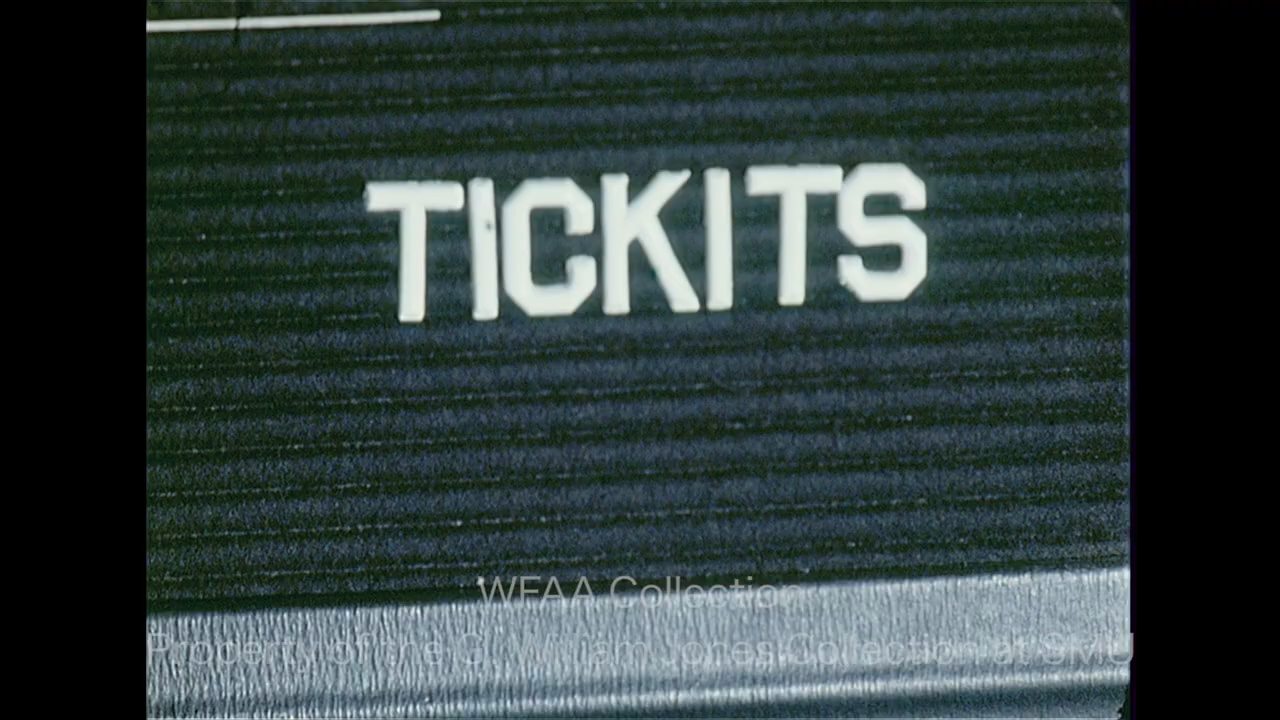 TICKITS
WFAA Collection
Property of the G. William Jones Collection at SMU